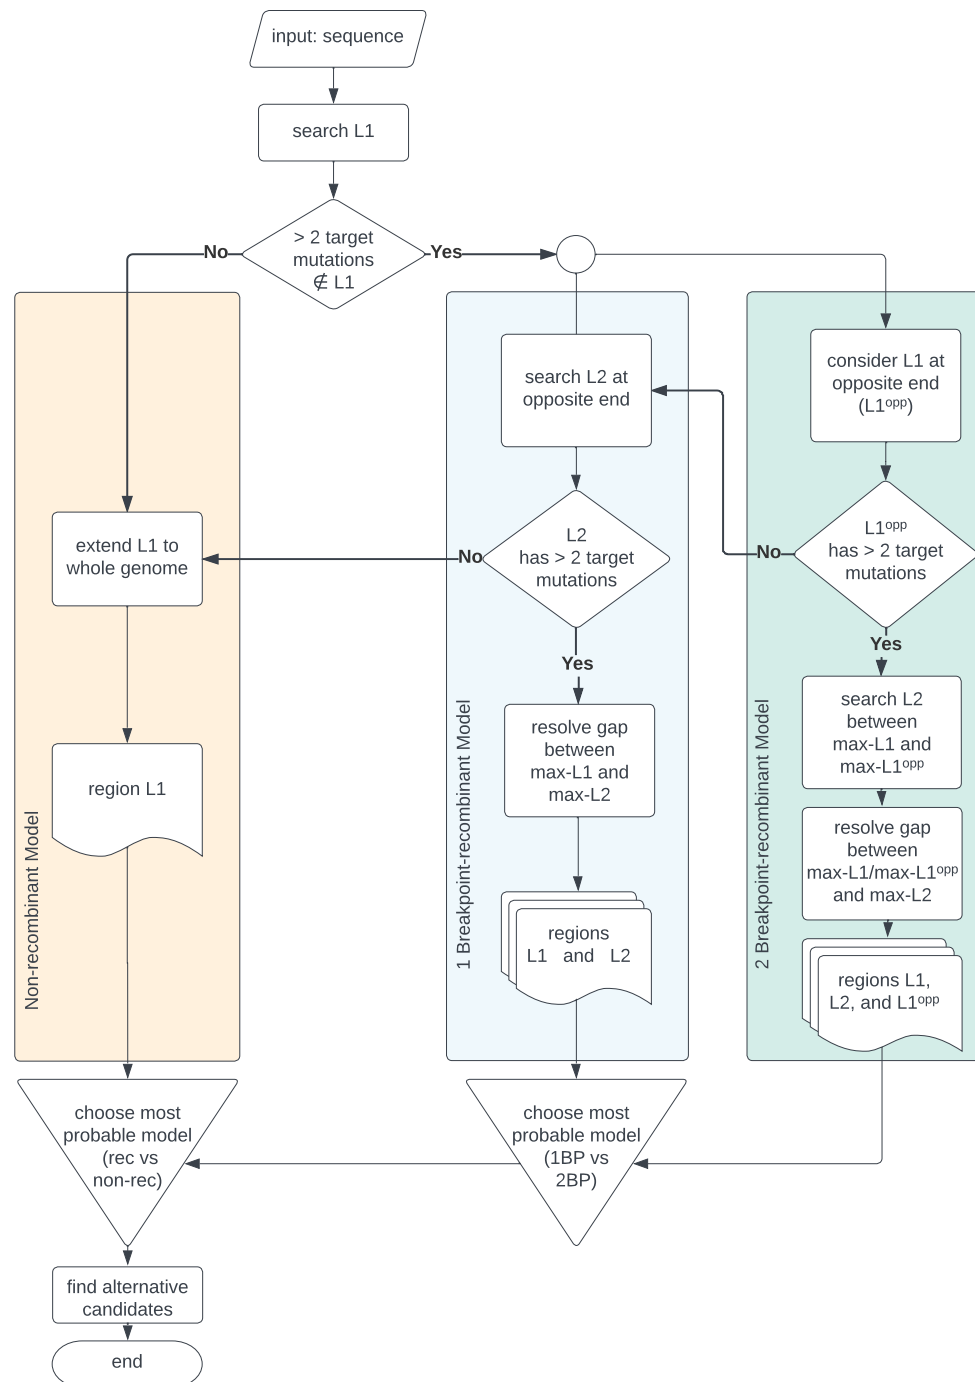 input: sequence
search L1
> 2 target
mutations
∉ L1
No
Yes
Non-recombinant Model
extend L1 to
whole genome
region L1
1 Breakpoint-recombinant Model
search L2 at
opposite end
L2
has > 2 target
mutations
No
Yes
resolve gap
between
max-L1 and
max-L2
regions
L1 and L2
2 Breakpoint-recombinant Model
consider L1 at
opposite end
(L1ᵒᵖᵖ)
L1ᵒᵖᵖ
has > 2 target
mutations
No
Yes
search L2
between
max-L1 and
max-L1ᵒᵖᵖ
resolve gap
between
max-L1/max-L1ᵒᵖᵖ
and max-L2
regions L1,
L2, and L1ᵒᵖᵖ
choose most
probable model
(rec vs
non-rec)
choose most
probable model
(1BP vs
2BP)
find alternative
candidates
end